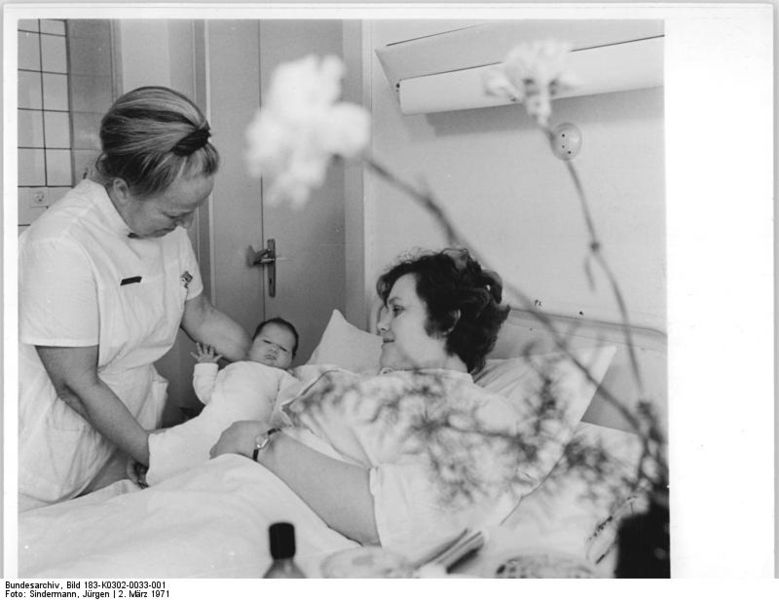 Bundesarchiv, Bild 183-K0302-0033-001
Foto: Sindermann, Jürgen | 2. März 1971